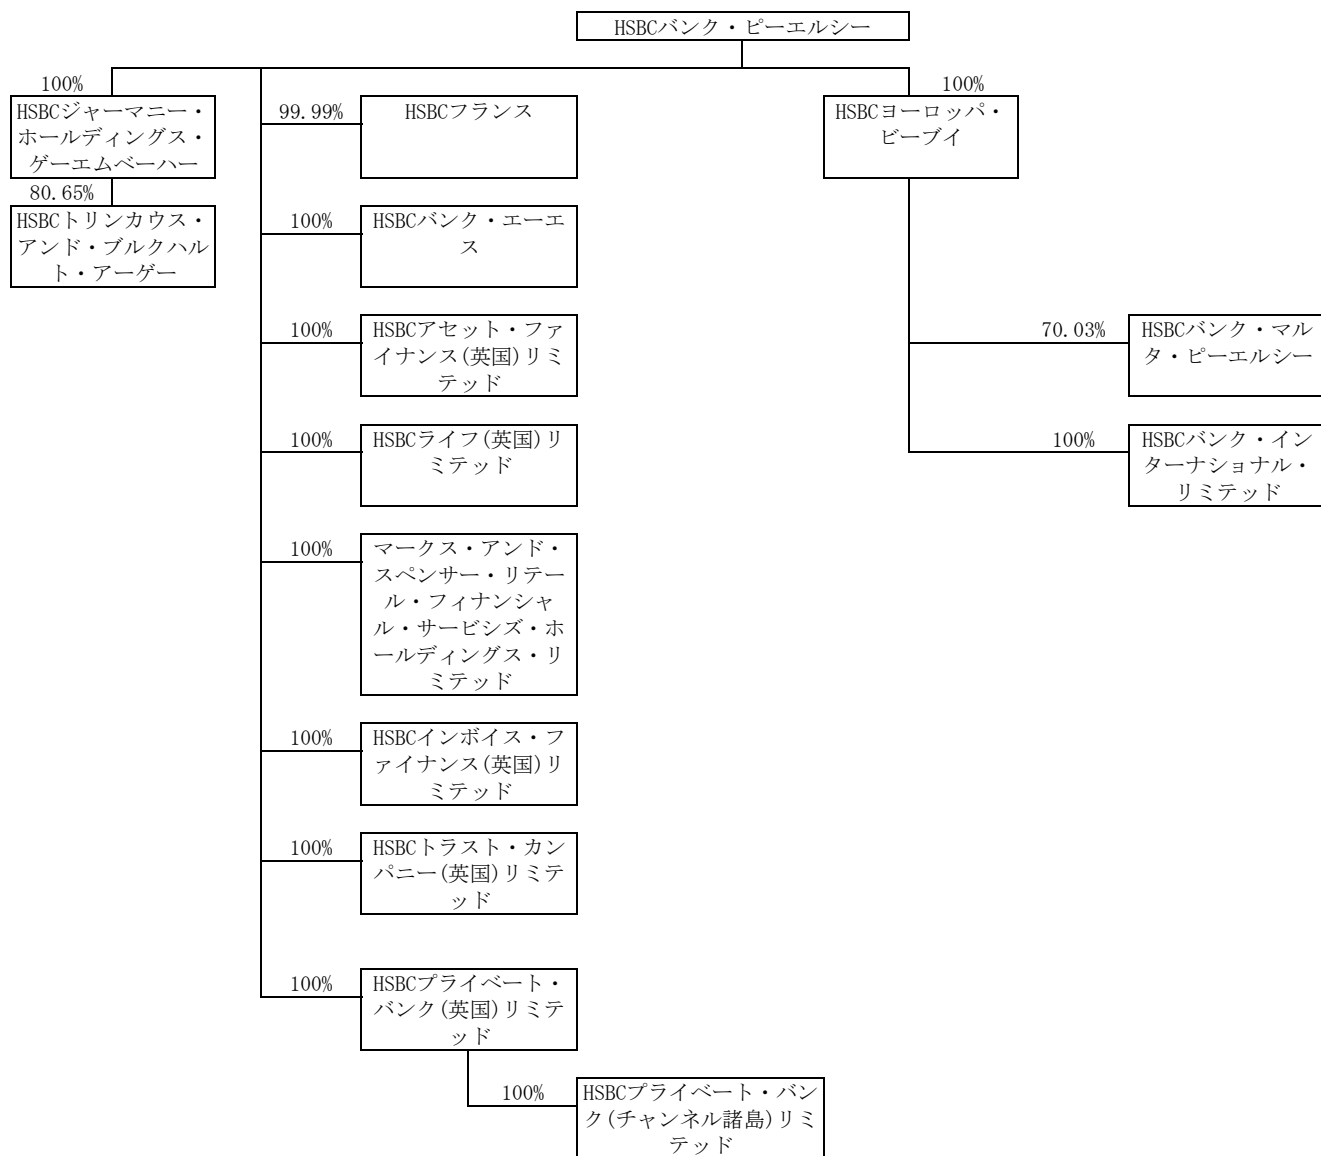 HSBCバンク・ピーエルシー
100%
HSBCジャーマニー・
ホールディングス・
ゲーエムベーハー
80.65%
HSBCトリンカウス・
アンド・ブルクハル
ト・アーゲー
99.99%
HSBCフランス
100%
HSBCバンク・エーエ
ス
100%
HSBCアセット・ファ
イナンス(英国)リミ
テッド
100%
HSBCライフ(英国)リ
ミテッド
100%
マークス・アンド・
スペンサー・リテー
ル・フィナンシャ
ル・サービシズ・ホ
ールディングス・リ
ミテッド
100%
HSBCインボイス・フ
ァイナンス(英国)リ
ミテッド
100%
HSBCトラスト・カン
パニー(英国)リミテ
ッド
100%
HSBCプライベート・
バンク(英国)リミテ
ッド
100%
HSBCプライベート・バン
ク(チャンネル諸島)リミ
テッド
100%
HSBCヨーロッパ・
ビーブイ
70.03%
HSBCバンク・マル
タ・ピーエルシー
100%
HSBCバンク・イン
ターナショナル・
リミテッド